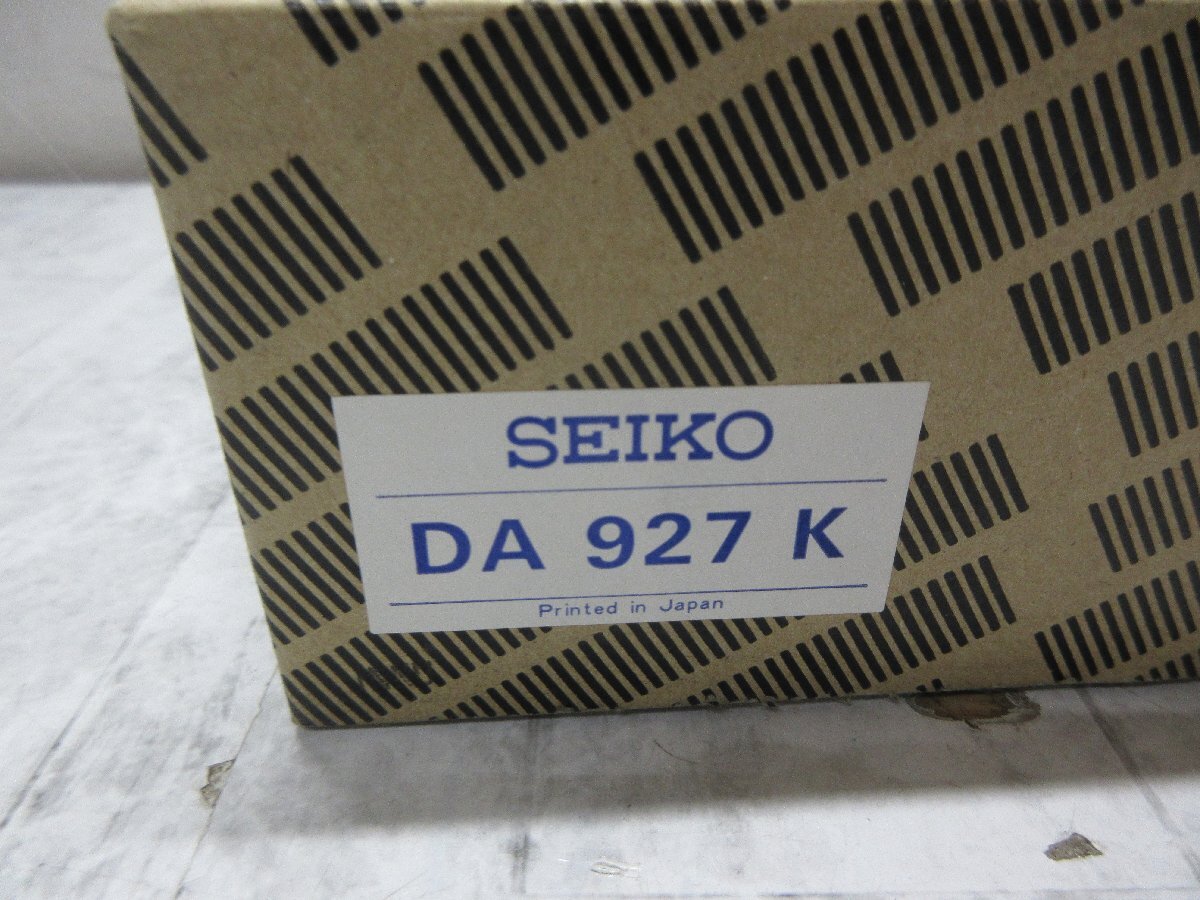 SEIKO
DA 927 K
Printed in Japan